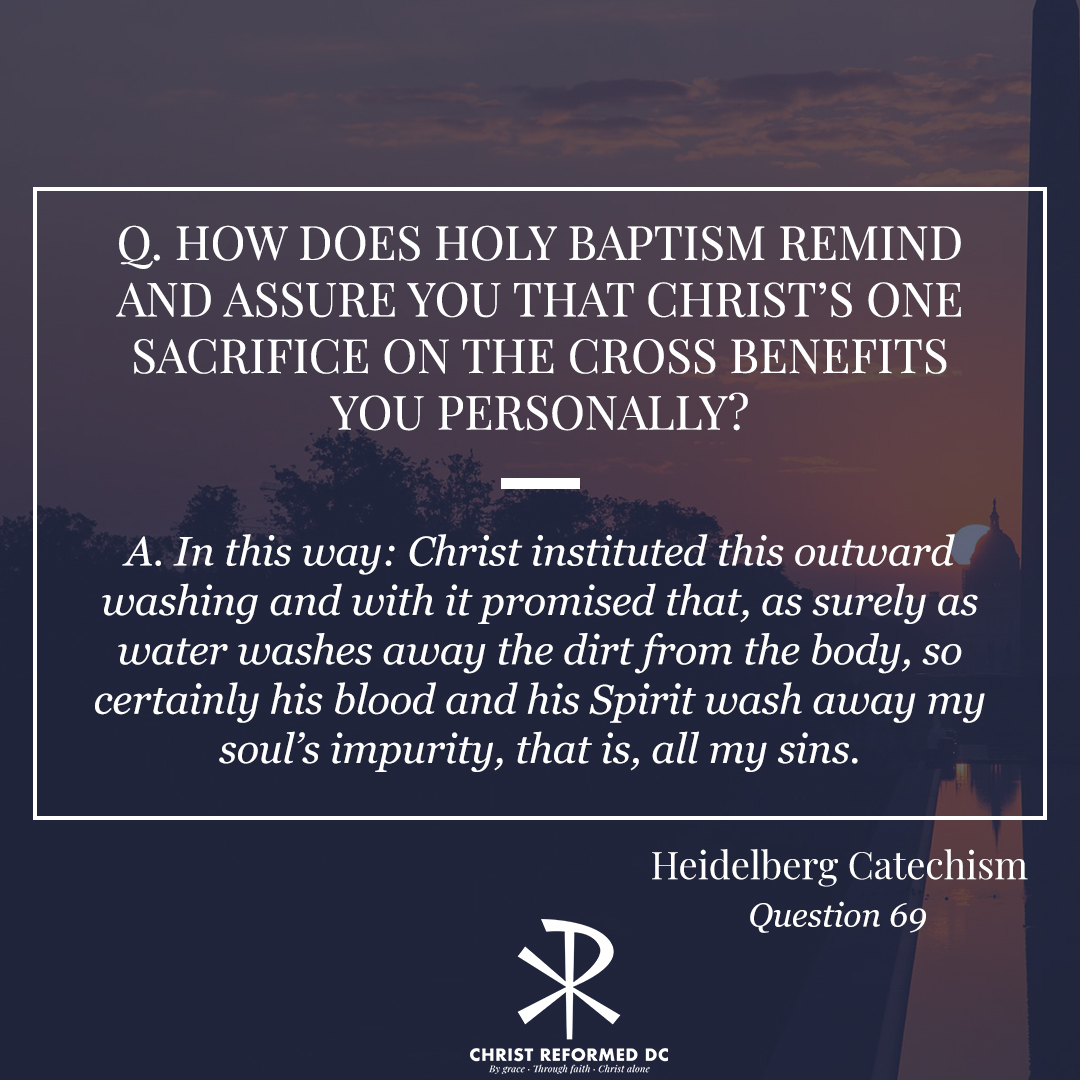 Q. HOW DOES HOLY BAPTISM REMIND
AND ASSURE YOU THAT CHRIST’S ONE
SACRIFICE ON THE CROSS BENEFITS
YOU PERSONALLY?
A. In this way: Christ instituted this outward
washing and with it promised that, as surely as
water washes away the dirt from the body, so
certainly his blood and his Spirit wash away my
soul’s impurity, that is, all my sins.
Heidelberg Catechism
Question 69
CHRIST REFORMED DC
By grace · Through faith · Christ alone